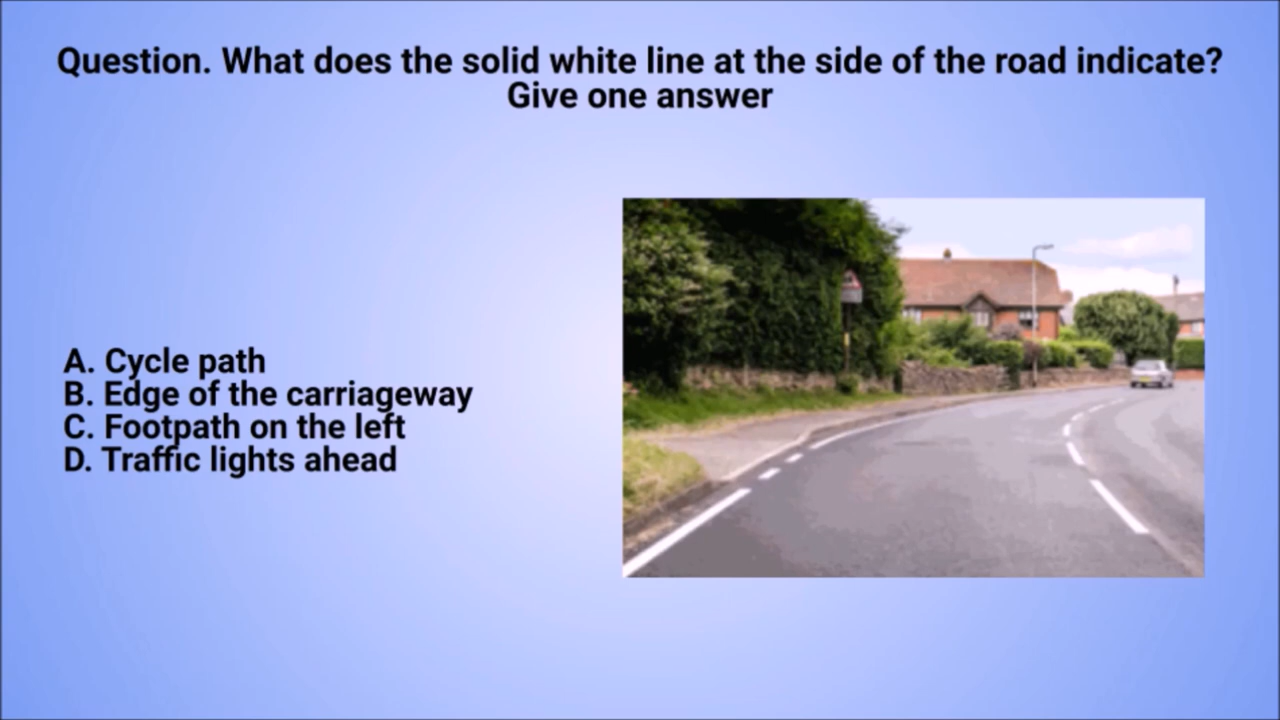 Question. What does the solid white line at the side of the road indicate?
Give one answer
A. Cycle path
B. Edge of the carriageway
C. Footpath on the left
D. Traffic lights ahead